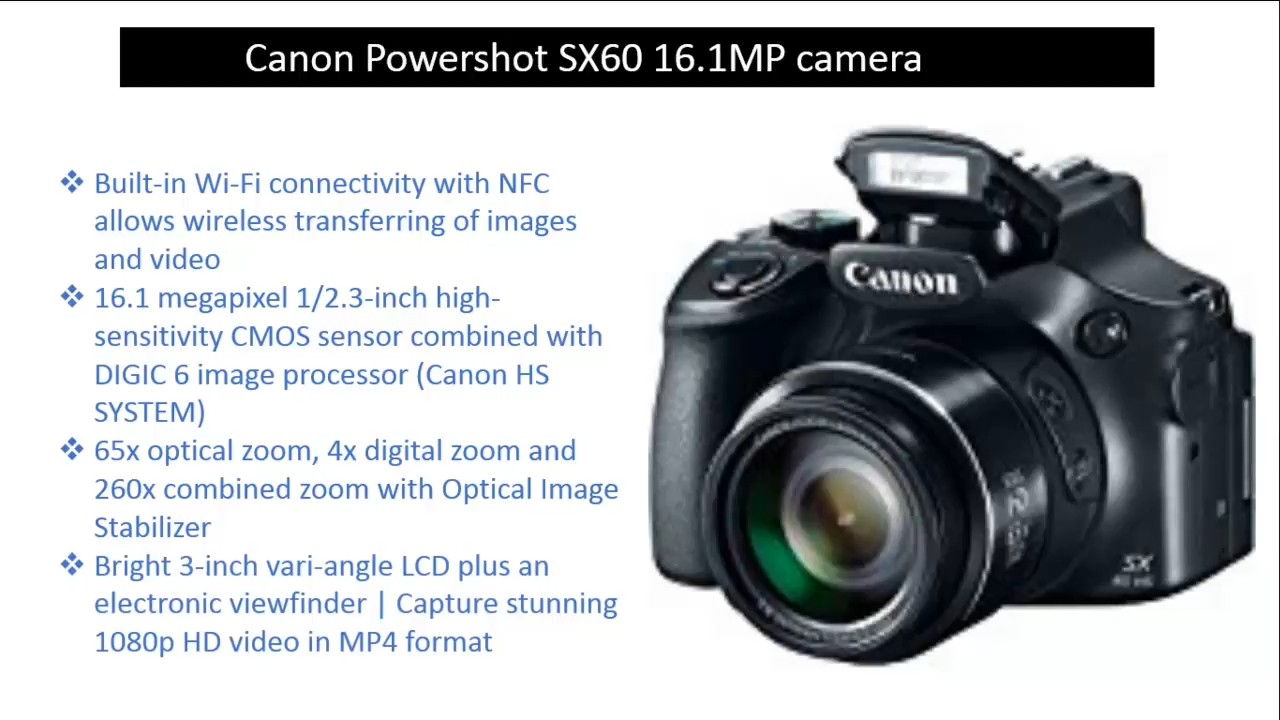 Canon Powershot SX60 16.1MP camera
❖ Built-in Wi-Fi connectivity with NFC
allows wireless transferring of images
and video
❖ 16.1 megapixel 1/2.3-inch high-
sensitivity CMOS sensor combined with
DIGIC 6 image processor (Canon HS
SYSTEM)
❖ 65x optical zoom, 4x digital zoom and
260x combined zoom with Optical Image
Stabilizer
❖ Bright 3-inch vari-angle LCD plus an
electronic viewfinder | Capture stunning
1080p HD video in MP4 format
Canon
SX